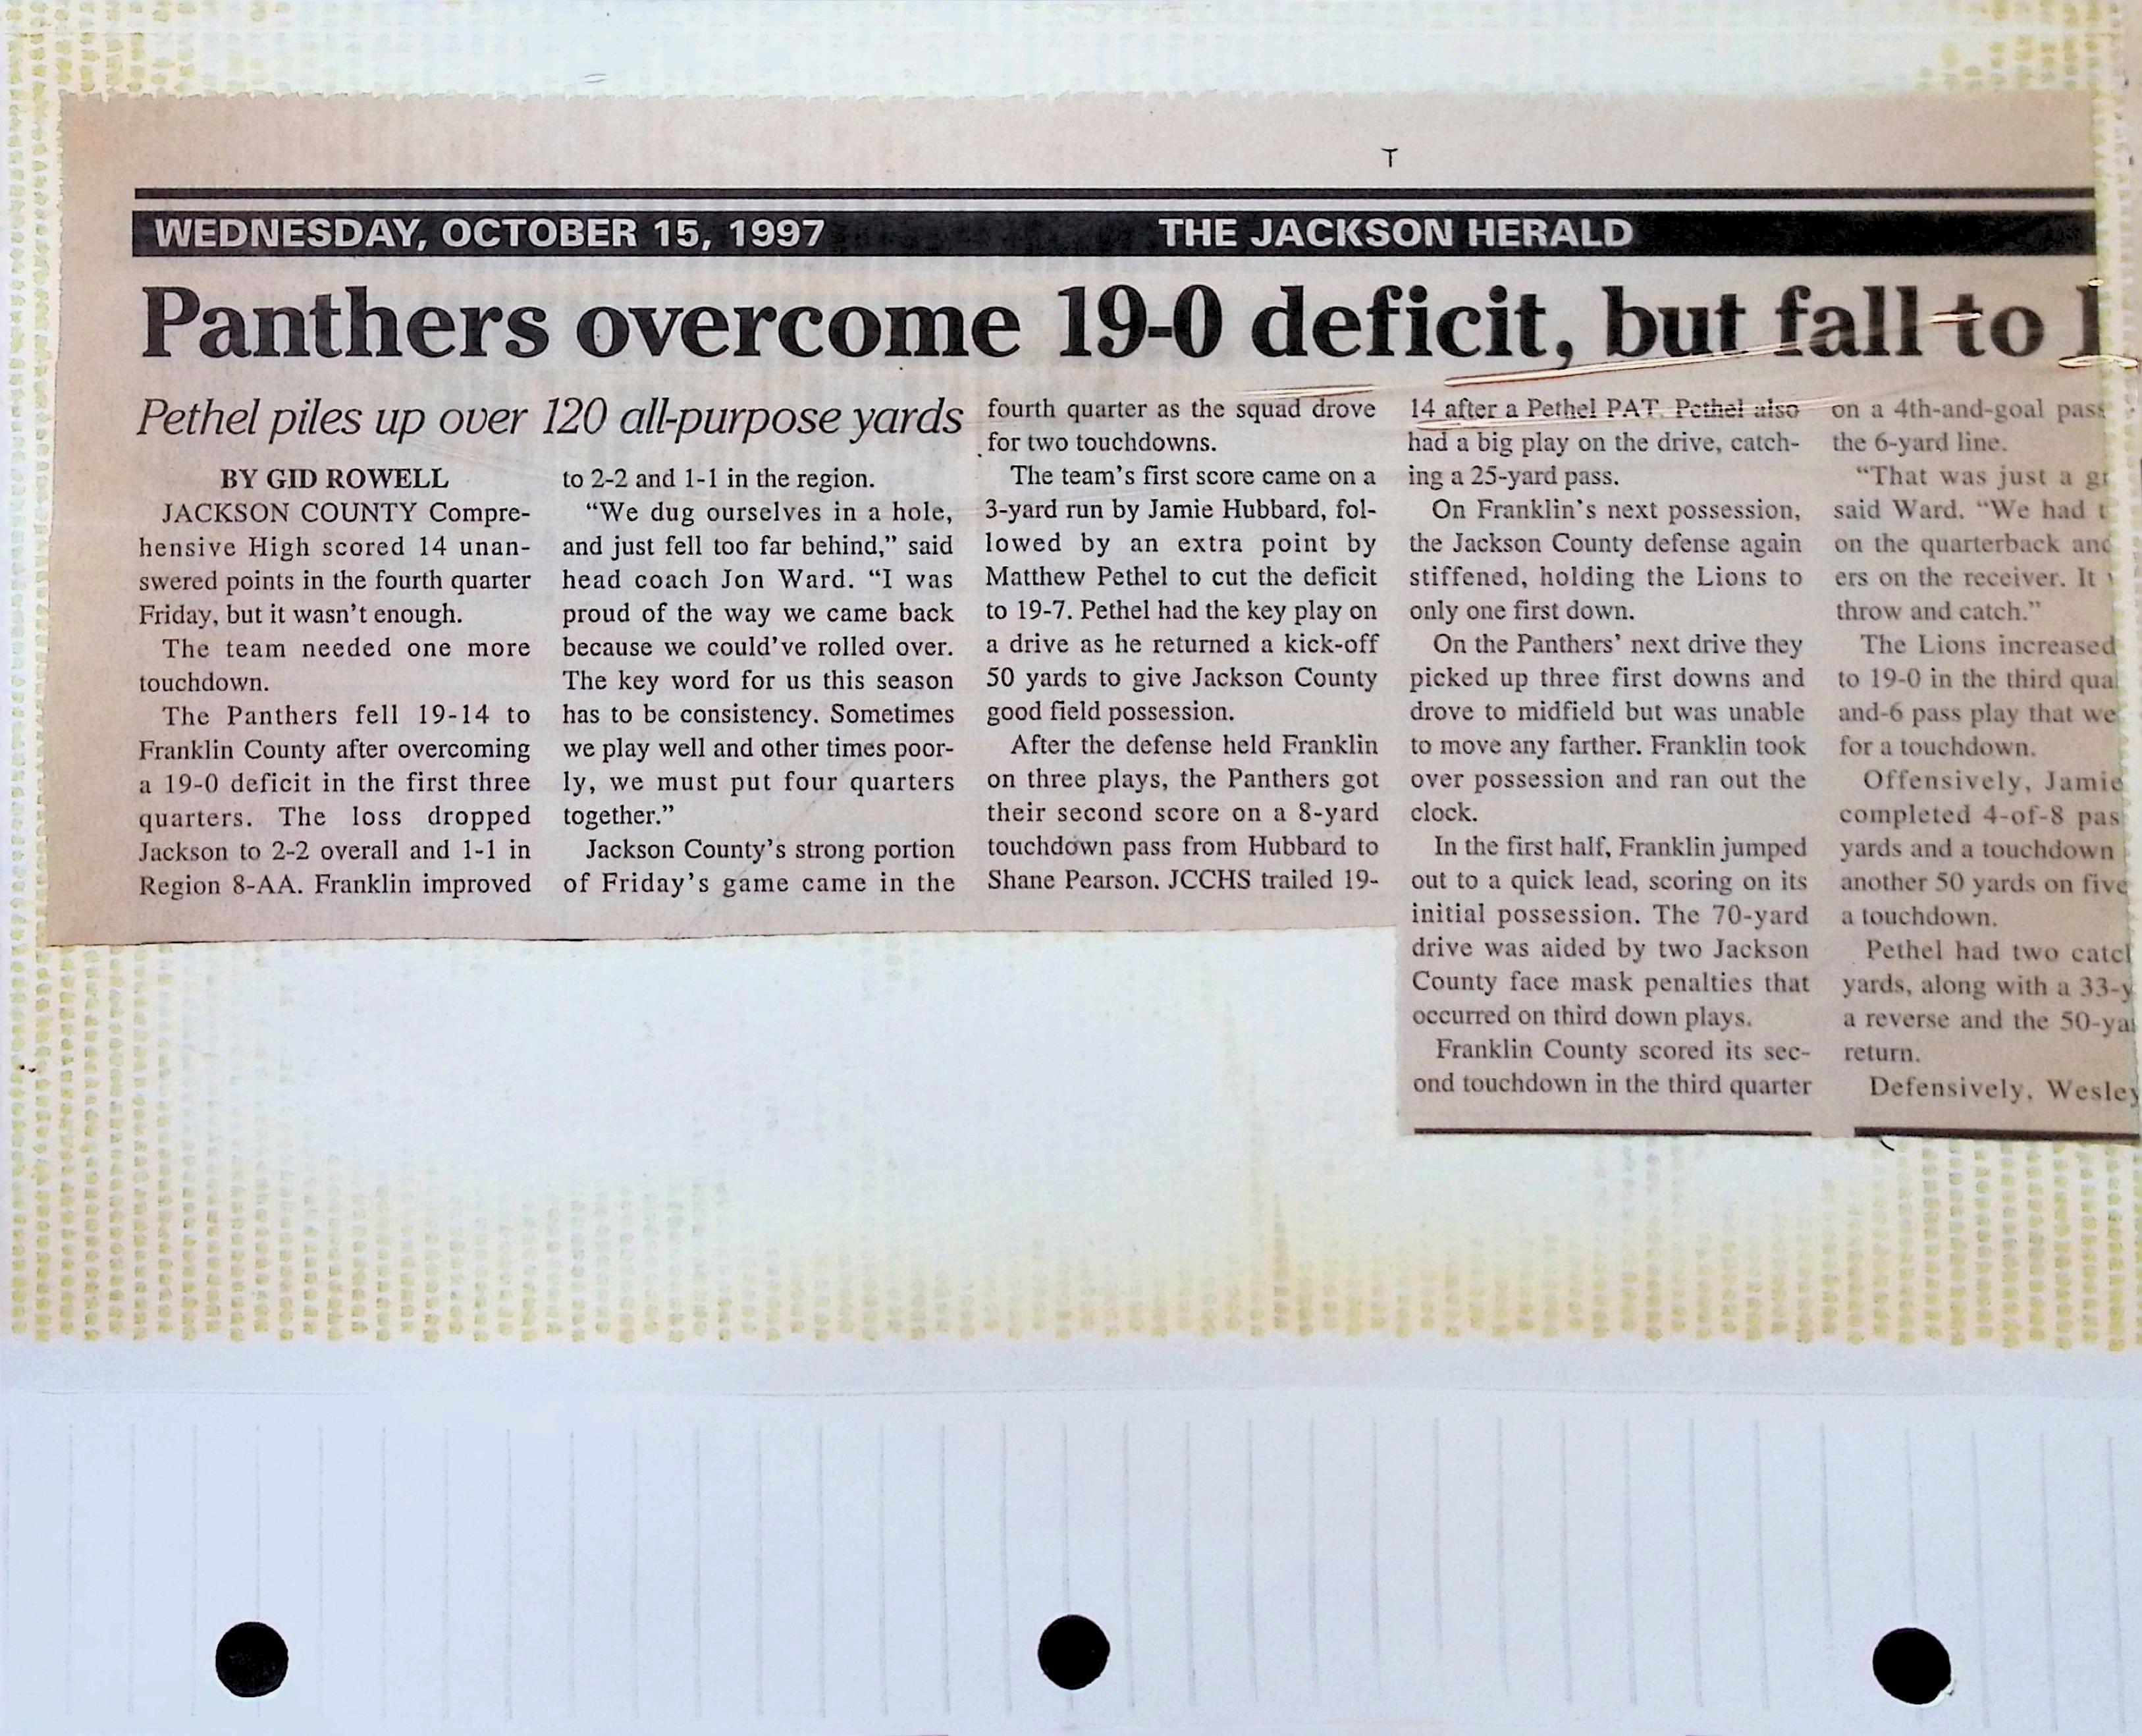 T
WEDNESDAY, OCTOBER 15, 1997 THE JACKSON HERALD
Panthers overcome 19-0 deficit, but fall to
Pethel piles up over 120 all-purpose yards
BY GID ROWELL
JACKSON COUNTY Compre-
hensive High scored 14 unan-
swered points in the fourth quarter
Friday, but it wasn't enough.
The team needed one more
touchdown.
The Panthers fell 19-14 to
Franklin County after overcoming
a 19-0 deficit in the first three
quarters. The loss dropped
Jackson to 2-2 overall and 1-1 in
Region 8-AA. Franklin improved
to 2-2 and 1-1 in the region.
“We dug ourselves in a hole,
and just fell too far behind,” said
head coach Jon Ward. “I was
proud of the way we came back
because we could've rolled over.
The key word for us this season
has to be consistency. Sometimes
we play well and other times poor-
ly, we must put four quarters
together.”
Jackson County's strong portion
of Friday's game came in the
fourth quarter as the squad drove
for two touchdowns.
The team's first score came on a
3-yard run by Jamie Hubbard, fol-
lowed by an extra point by
Matthew Pethel to cut the deficit
to 19-7. Pethel had the key play on
a drive as he returned a kick-off
50 yards to give Jackson County
good field possession.
After the defense held Franklin
on three plays, the Panthers got
their second score on a 8-yard
touchdown pass from Hubbard to
Shane Pearson. JCCHS trailed 19-
14 after a Pethel PAT. Pethel also
had a big play on the drive, catch-
ing a 25-yard pass.
On Franklin's next possession,
the Jackson County defense again
stiffened, holding the Lions to
only one first down.
On the Panthers' next drive they
picked up three first downs and
drove to midfield but was unable
to move any farther. Franklin took
over possession and ran out the
clock.
In the first half, Franklin jumped
out to a quick lead, scoring on its
initial possession. The 70-yard
drive was aided by two Jackson
County face mask penalties that
occurred on third down plays.
Franklin County scored its sec-
ond touchdown in the third quarter
on a 4th-and-goal pass
the 6-yard line.
“That was just a
said Ward. “We had
on the quarterback and
ers on the receiver. It
throw and catch.”
The Lions increased
to 19-0 in the third
and-6 pass play that
for a touchdown.
Offensively, Jamie
completed 4-of-8
yards and a touchdown
another 50 yards on five
a touchdown.
Pethel had two
yards, along with a
a reverse and the
return.
Defensively, Wesley